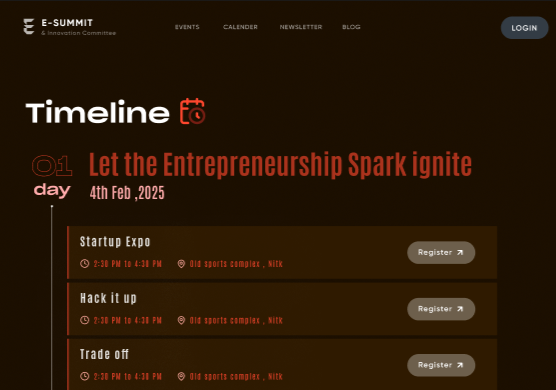 E-SUMMIT
& Innovation Committee
EVENTS
CALENDER
NEWSLETTER
BLOG
LOGIN
Timeline
01
day
Let the Entrepreneurship Spark ignite
4th Feb ,2025
Startup Expo
2:30 PM to 4:30 PM
Old sports complex , Nitk
Register
Hack it up
2:30 PM to 4:30 PM
Old sports complex , Nitk
Register
Trade off
2:30 PM to 4:30 PM
Old sports complex , Nitk
Register